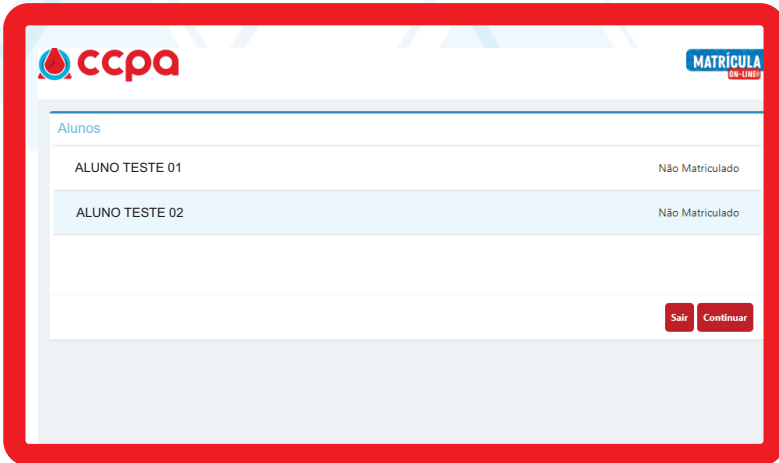 ccpa
MATRÍCULA
ON-LINE
Alunos
ALUNO TESTE 01 Não Matriculado
ALUNO TESTE 02 Não Matriculado
Sair Continuar